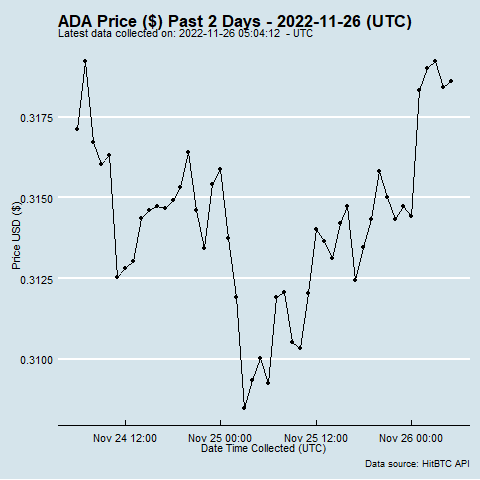 ADA Price ($) Past 2 Days - 2022-11-26 (UTC)
Latest data collected on: 2022-11-26 05:04:12 - UTC
0.3175
0.3150
0.3125
0.3100
Price USD ($)
Nov 24 12:00 Nov 25 00:00 Nov 25 12:00 Nov 26 00:00
Date Time Collected (UTC)
Data source: HitBTC API